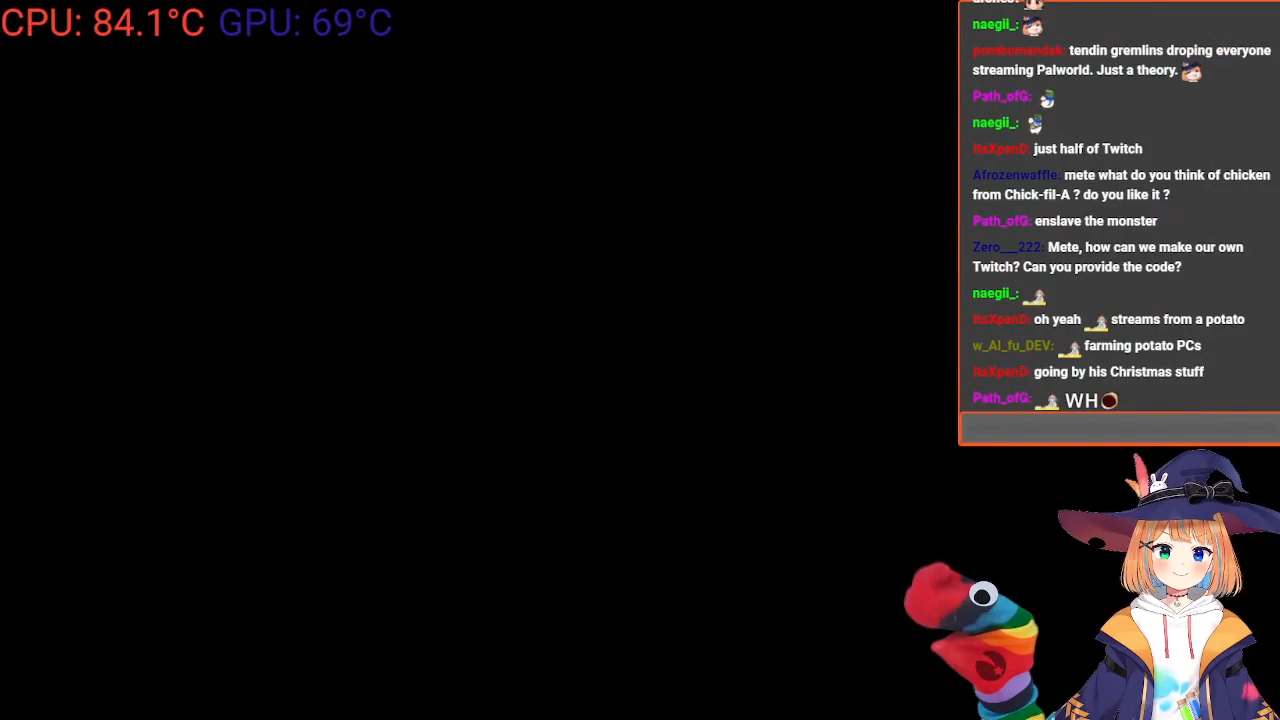 CPU: 84.1°C GPU: 69°C
naegii_:
pombomandak: tendin gremlins droping everyone
streaming Palworld. Just a theory.
Path_ofG:
naegii_:
itsXpanD: just half of Twitch
Afrozenwaffle: mete what do you think of chicken
from Chick-fil-A ? do you like it ?
Path_ofG: enslave the monster
Zero___222: Mete, how can we make our own
Twitch? Can you provide the code?
naegii_:
itsXpanD: oh yeah streams from a potato
w_AI_fu_DEV: farming potato PCs
itsXpanD: going by his Christmas stuff
Path_ofG: WH